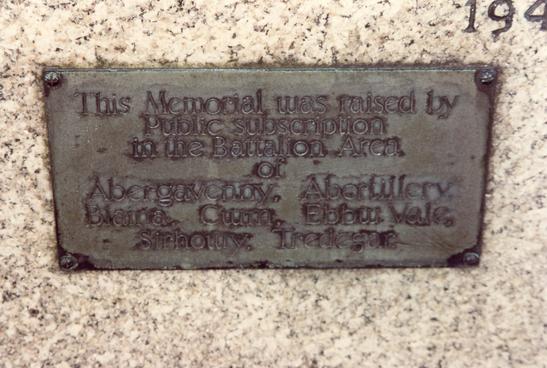 194
This Memorial was raised by
Public subscription
in the Battalion Area
of
Abergavenny, Abertillery,
Blaina, Cwm, Ebbw Vale,
Sirhowy, Tredegar.